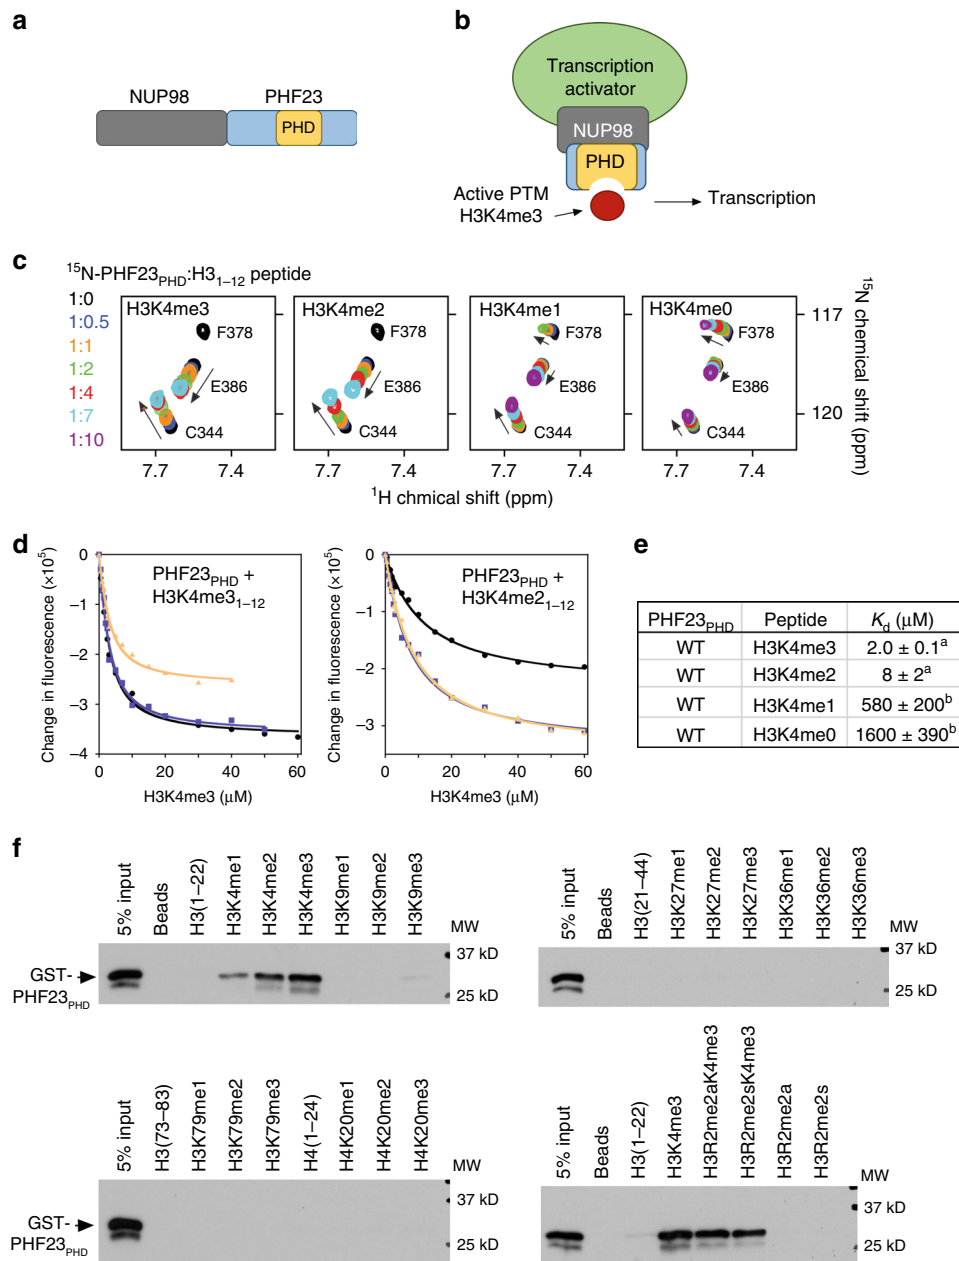 a
NUP98 PHF23
PHD
b
Transcription
activator
NUP98
PHD
Active PTM
H3K4me3
Transcription
c
15N-PHF23PHD:H31–12 peptide
1:0
1:0.5
1:1
1:2
1:4
1:7
1:10
H3K4me3
F378
E386
C344
H3K4me2
F378
E386
C344
H3K4me1
F378
E386
C344
H3K4me0
F378
E386
C344
117
120
15N chemical shift (ppm)
7.7 7.4 7.7 7.4 7.7 7.4 7.7 7.4
1H chmical shift (ppm)
d
Change in fluorescence (×105)
0
−1
−2
−3
−4
PHF23PHD +
H3K4me31–12
0 20 40 60
H3K4me3 (μM)
Change in fluorescence (×105)
0
−1
−2
−3
PHF23PHD +
H3K4me21–12
0 20 40 60
H3K4me3 (μM)
e
PHF23PHD Peptide Kd (μM)
WT H3K4me3 2.0 ± 0.1a
WT H3K4me2 8 ± 2a
WT H3K4me1 580 ± 200b
WT H3K4me0 1600 ± 390b
f
5% input
Beads
H3(1–22)
H3K4me1
H3K4me2
H3K4me3
H3K9me1
H3K9me2
H3K9me3
MW
37 kD
25 kD
GST-
PHF23PHD
5% input
Beads
H3(21–44)
H3K27me1
H3K27me2
H3K27me3
H3K36me1
H3K36me2
H3K36me3
MW
37 kD
25 kD
5% input
H3(73–83)
H3K79me1
H3K79me2
H3K79me3
H4(1–24)
H4K20me1
H4K20me2
H4K20me3
MW
37 kD
25 kD
GST-
PHF23PHD
5% input
Beads
H3(1–22)
H3K4me3
H3R2me2aK4me3
H3R2me2sK4me3
H3R2me2a
H3R2me2s
MW
37 kD
25 kD